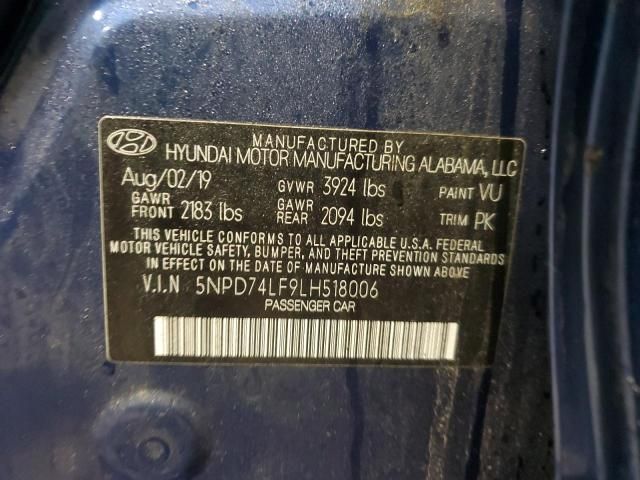 MANUFACTURED BY
HYUNDAI MOTOR MANUFACTURING ALABAMA, LLC
Aug/02/19 GVWR 3924 lbs PAINT VU
GAWR FRONT 2183 lbs GAWR REAR 2094 lbs TRIM PK
THIS VEHICLE CONFORMS TO ALL APPLICABLE U.S.A. FEDERAL
MOTOR VEHICLE SAFETY, BUMPER, AND THEFT PREVENTION STANDARDS
IN EFFECT ON THE DATE OF MANUFACTURE SHOWN ABOVE.
V.I.N 5NPD74LF9LH518006
PASSENGER CAR